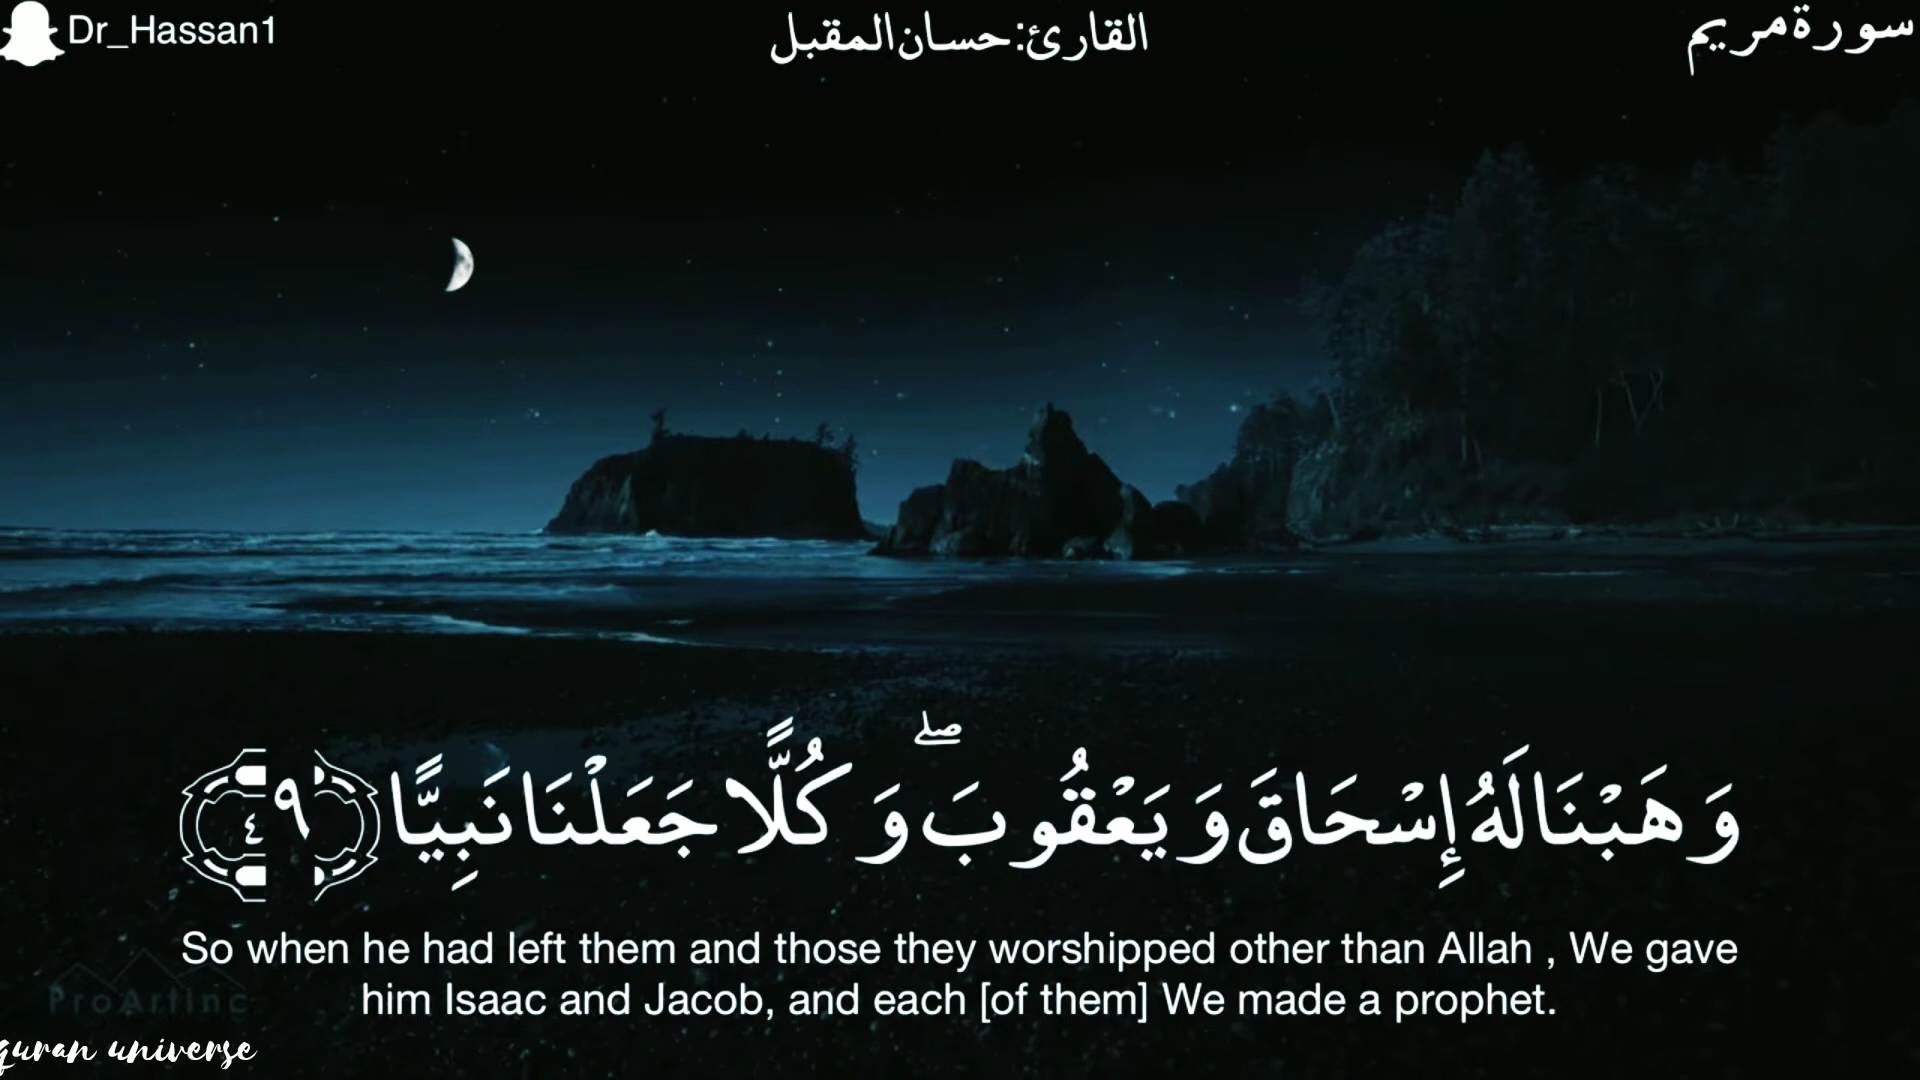 Dr_Hassan1
القارئ:حسان المقبل
سورة مريم
وَهَبْنَا لَهُ إِسْحَاقَ وَيَعْقُوبَ ۖ وَكُلًّا جَعَلْنَا نَبِيًّا ٤٩
So when he had left them and those they worshipped other than Allah , We gave
him Isaac and Jacob, and each [of them] We made a prophet.
ProArtInc
quran universe